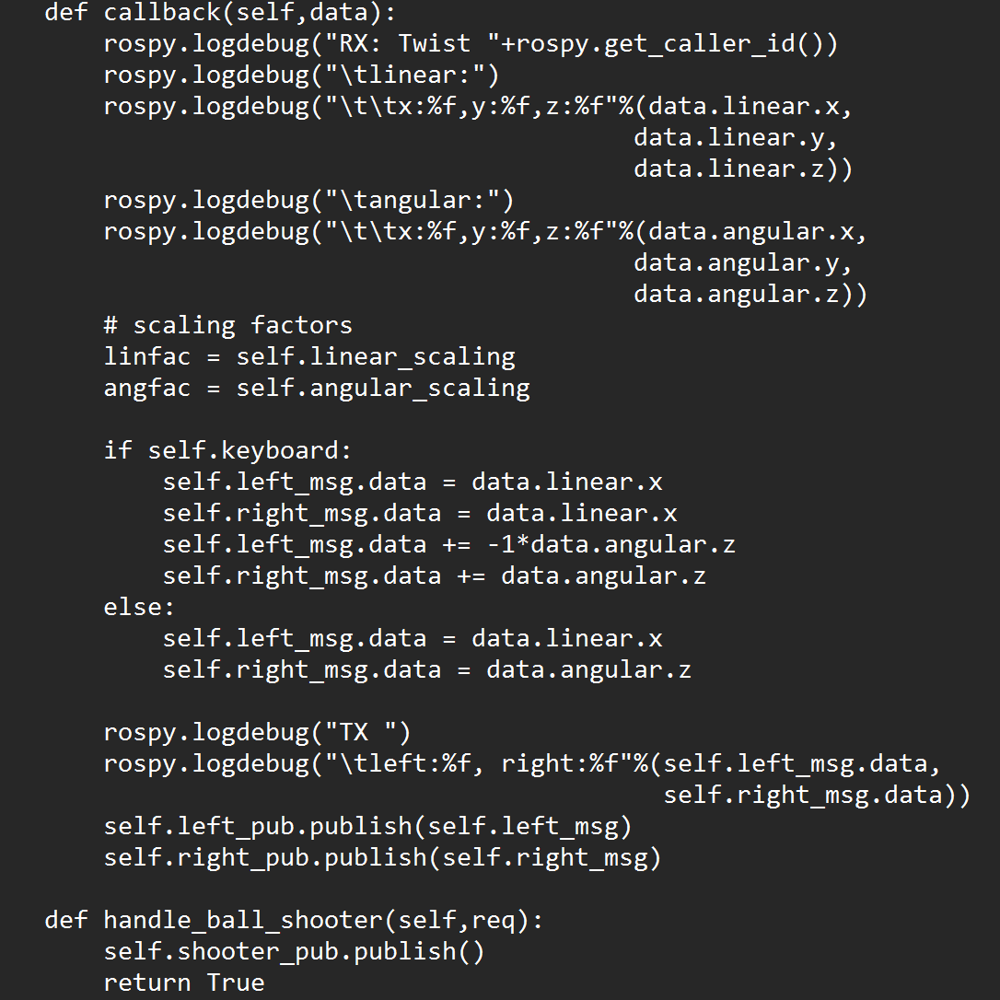 def callback(self,data):
    rospy.logdebug("RX: Twist "+rospy.get_caller_id())
    rospy.logdebug("\tlinear:")
    rospy.logdebug("\t\tx:%f,y:%f,z:%f"%(data.linear.x,
                                        data.linear.y,
                                        data.linear.z))
    rospy.logdebug("\tangular:")
    rospy.logdebug("\t\tx:%f,y:%f,z:%f"%(data.angular.x,
                                        data.angular.y,
                                        data.angular.z))
    # scaling factors
    linfac = self.linear_scaling
    angfac = self.angular_scaling

    if self.keyboard:
        self.left_msg.data = data.linear.x
        self.right_msg.data = data.linear.x
        self.left_msg.data += -1*data.angular.z
        self.right_msg.data += data.angular.z
    else:
        self.left_msg.data = data.linear.x
        self.right_msg.data = data.angular.z

    rospy.logdebug("TX ")
    rospy.logdebug("\tleft:%f, right:%f"%(self.left_msg.data,
                                          self.right_msg.data))
    self.left_pub.publish(self.left_msg)
    self.right_pub.publish(self.right_msg)

def handle_ball_shooter(self,req):
    self.shooter_pub.publish()
    return True